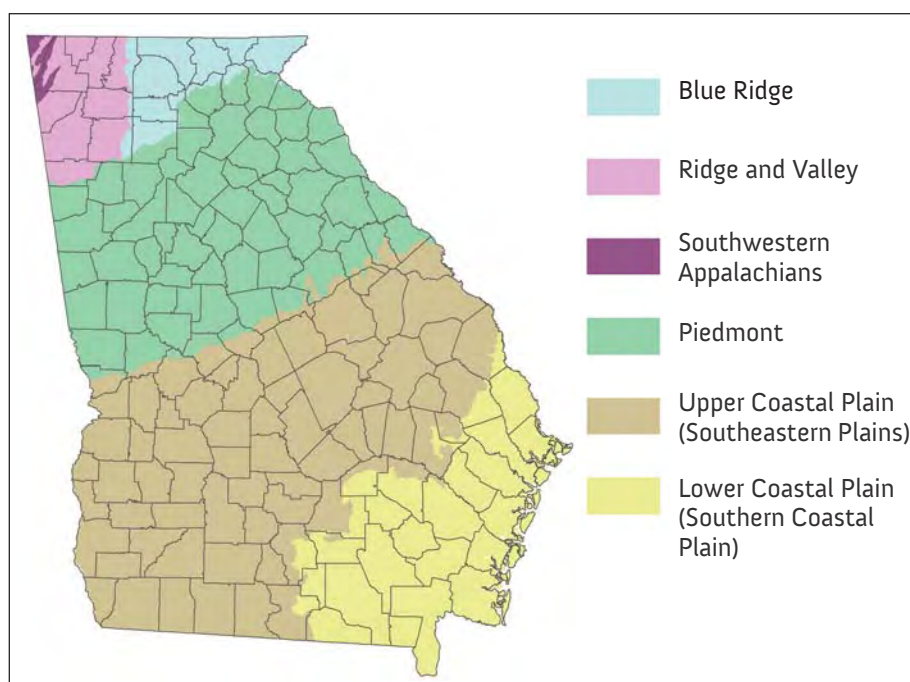 Blue Ridge
Ridge and Valley
Southwestern
Appalachians
Piedmont
Upper Coastal Plain
(Southeastern Plains)
Lower Coastal Plain
(Southern Coastal
Plain)